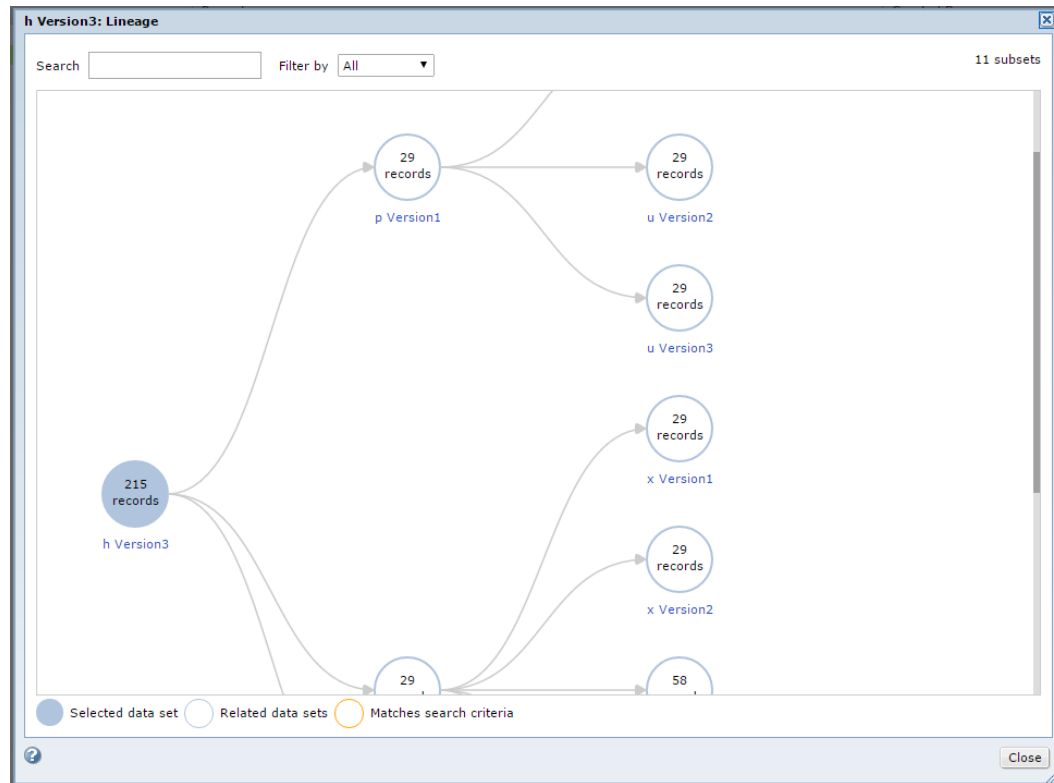 h Version3: Lineage
Search
Filter by All
11 subsets
29
records
p Version1
29
records
u Version2
29
records
u Version3
29
records
x Version1
215
records
h Version3
29
records
x Version2
29
58
Selected data set
Related data sets
Matches search criteria
Close